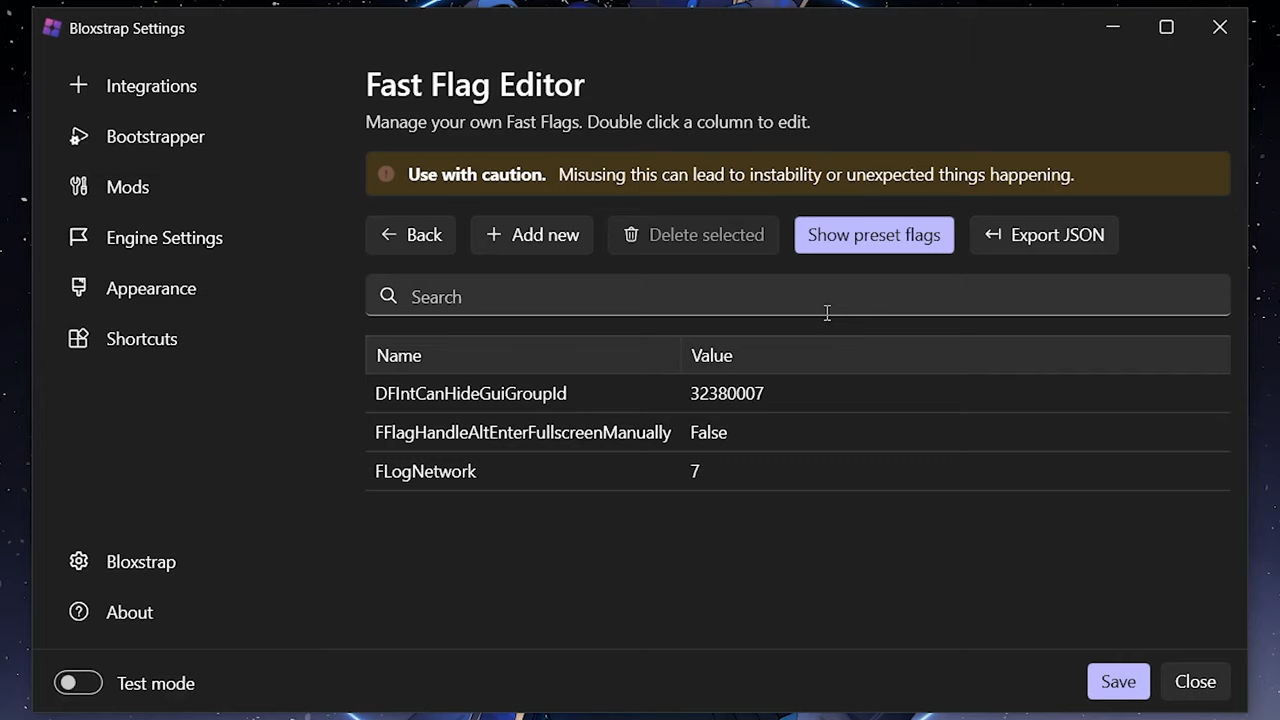 Bloxstrap Settings
Integrations
Bootstrapper
Mods
Engine Settings
Appearance
Shortcuts
Bloxstrap
About
Test mode
Fast Flag Editor
Manage your own Fast Flags. Double click a column to edit.
Use with caution. Misusing this can lead to instability or unexpected things happening.
Back Add new Delete selected Show preset flags Export JSON
Search
Name Value
DFIntCanHideGuiGroupId 32380007
FFlagHandleAltEnterFullscreenManually False
FLogNetwork 7
Save Close